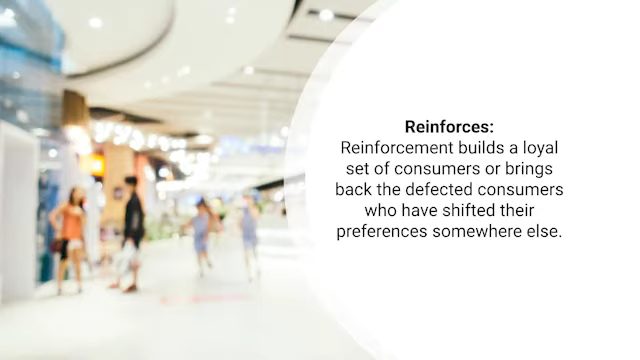 Reinforces:
Reinforcement builds a loyal
set of consumers or brings
back the defected consumers
who have shifted their
preferences somewhere else.